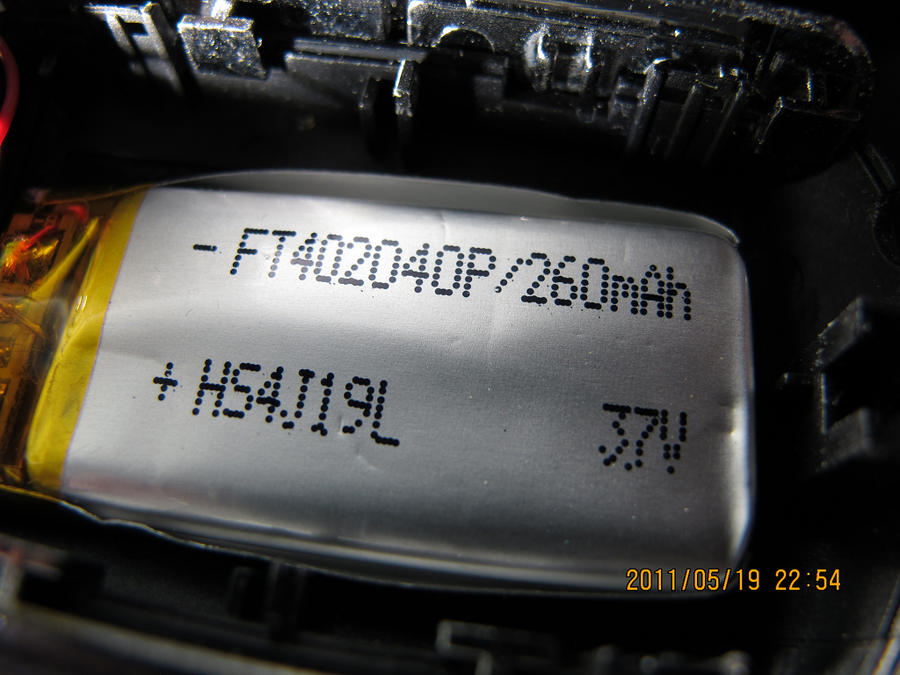 - FT402040P/260mAh
+ H54J19L 3.7V
2011/05/19 22:54